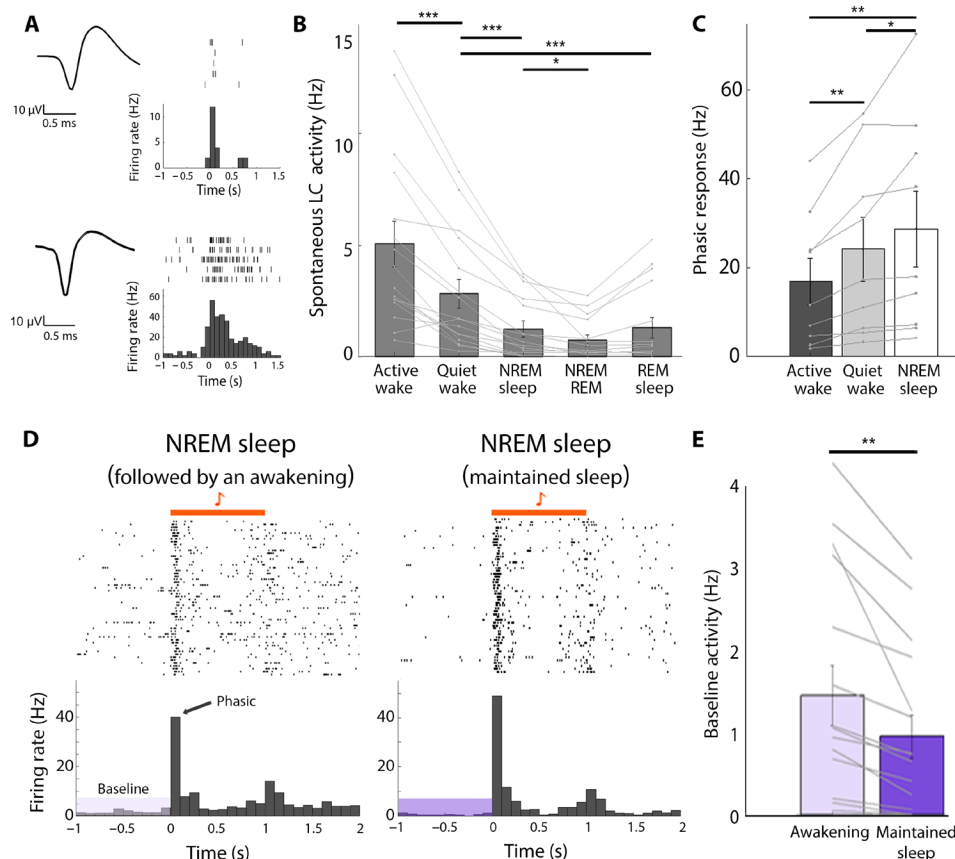 A
10 µV
0.5 ms
Firing rate (HZ)
10
5
0
−1
−0.5
0
0.5
1
1.5
Time (s)
10 µV
0.5 ms
Firing rate (HZ)
60
40
20
0
−1
−0.5
0
0.5
1
1.5
Time (s)
B
***
***
***
*
Spontaneous LC activity (Hz)
15
10
5
0
Active
wake
Quiet
wake
NREM
sleep
NREM
REM
REM
sleep
C
**
*
**
Phasic response (Hz)
60
40
20
0
Active
wake
Quiet
wake
NREM
sleep
D
NREM sleep
(followed by an awakening)
Phasic
Baseline
Firing rate (Hz)
40
20
0
−1
−0.5
0
0.5
1
1.5
2
Time (s)
NREM sleep
(maintained sleep)
40
20
0
−1
−0.5
0
0.5
1
1.5
2
Time (s)
E
**
Baseline activity (Hz)
4
3
2
1
0
Awakening
Maintained
sleep